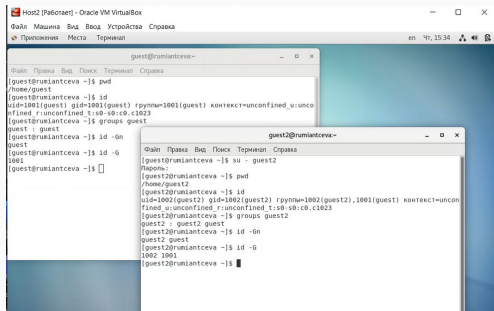 Host2 [Работает] - Oracle VM VirtualBox
Файл Машина Вид Ввод Устройства Справка
Приложения Места Терминал en Чт, 15:34
guest@rumiantceva:~
Файл Правка Вид Поиск Терминал Справка
[guest@rumiantceva ~]$ pwd
/home/guest
[guest@rumiantceva ~]$ id
uid=1001(guest) gid=1001(guest) группы=1001(guest) контекст=unconfined_u:unco
nfined_r:unconfined_t:s0-s0:c0.c1023
[guest@rumiantceva ~]$ groups guest
guest : guest
[guest@rumiantceva ~]$ id -Gn
guest
[guest@rumiantceva ~]$ id -G
1001
[guest@rumiantceva ~]$
guest2@rumiantceva:~
Файл Правка Вид Поиск Терминал Справка
[guest@rumiantceva ~]$ su - guest2
Пароль:
[guest2@rumiantceva ~]$ pwd
/home/guest2
[guest2@rumiantceva ~]$ id
uid=1002(guest2) gid=1002(guest2) группы=1002(guest2),1001(guest) контекст=uncon
fined_u:unconfined_r:unconfined_t:s0-s0:c0.c1023
[guest2@rumiantceva ~]$ groups guest2
guest2 : guest2 guest
[guest2@rumiantceva ~]$ id -Gn
guest2 guest
[guest2@rumiantceva ~]$ id -G
1002 1001
[guest2@rumiantceva ~]$